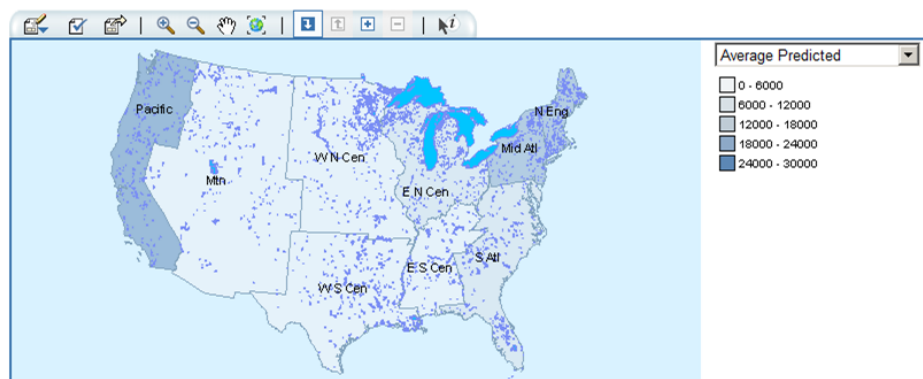 Average Predicted
0 - 6000
6000 - 12000
12000 - 18000
18000 - 24000
24000 - 30000
Pacific
N Eng
Mid Atl
W N Cen
Mtn
E N Cen
S Atl
E S Cen
W S Cen
i